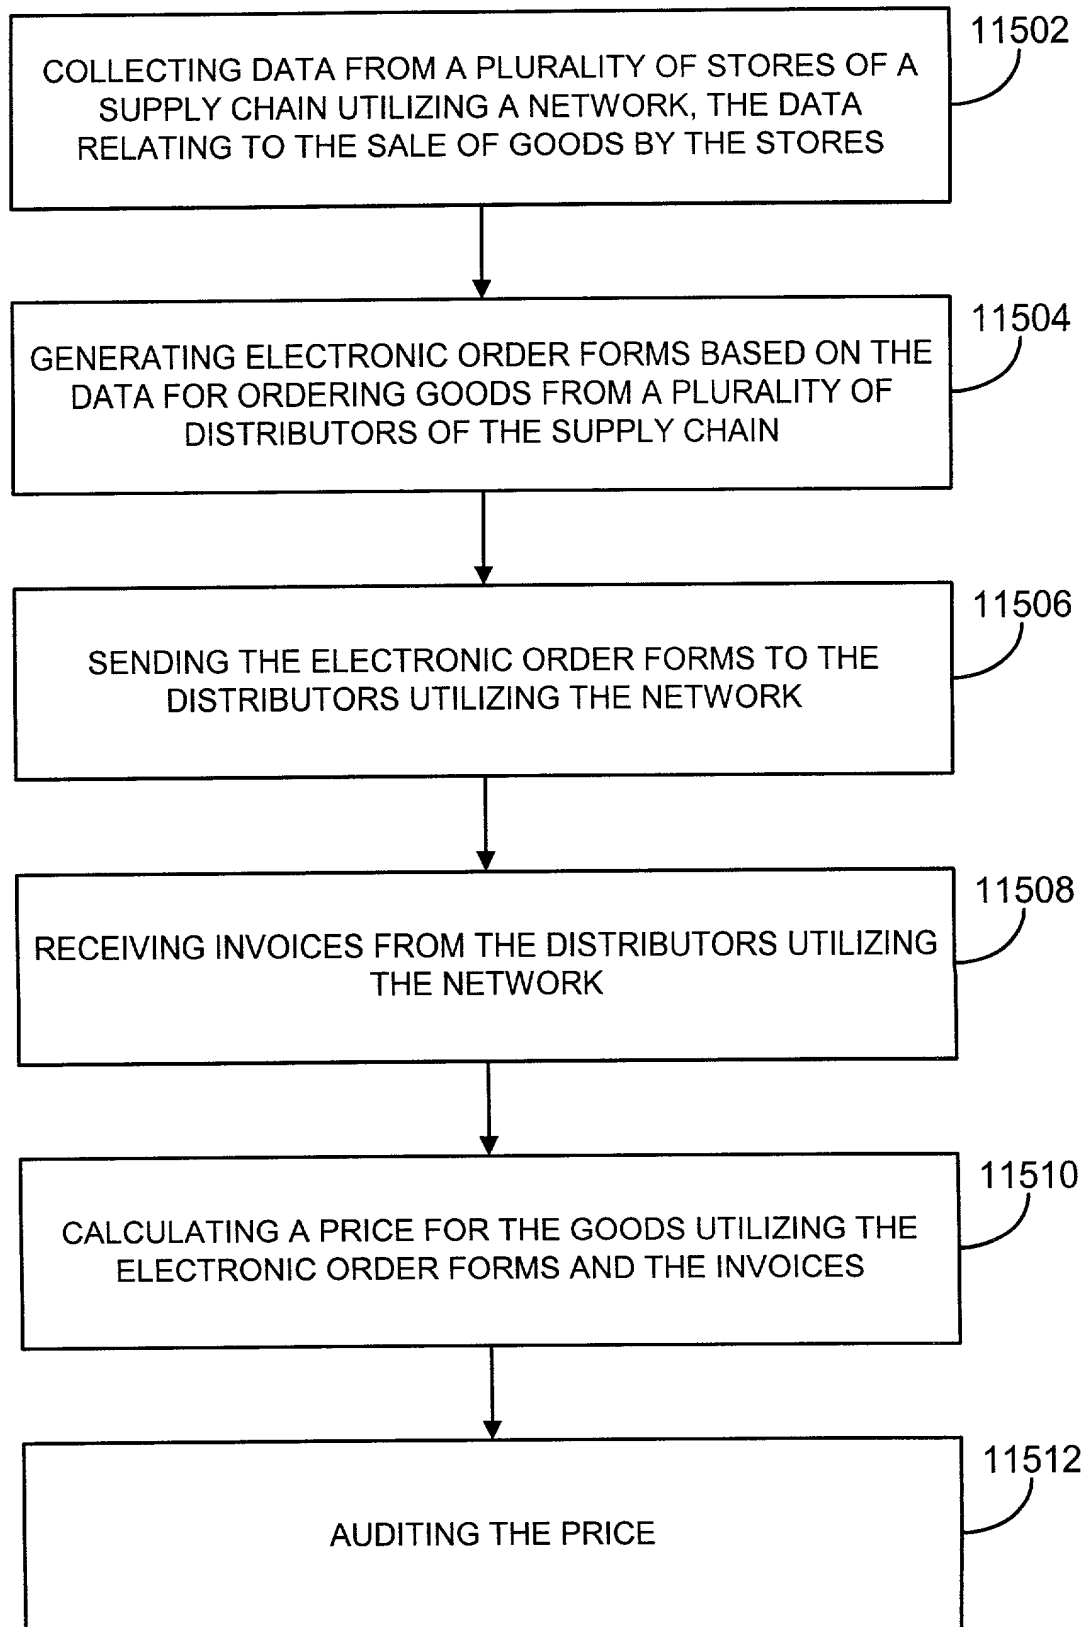 11502
COLLECTING DATA FROM A PLURALITY OF STORES OF A
SUPPLY CHAIN UTILIZING A NETWORK, THE DATA
RELATING TO THE SALE OF GOODS BY THE STORES
11504
GENERATING ELECTRONIC ORDER FORMS BASED ON THE
DATA FOR ORDERING GOODS FROM A PLURALITY OF
DISTRIBUTORS OF THE SUPPLY CHAIN
11506
SENDING THE ELECTRONIC ORDER FORMS TO THE
DISTRIBUTORS UTILIZING THE NETWORK
11508
RECEIVING INVOICES FROM THE DISTRIBUTORS UTILIZING
THE NETWORK
11510
CALCULATING A PRICE FOR THE GOODS UTILIZING THE
ELECTRONIC ORDER FORMS AND THE INVOICES
11512
AUDITING THE PRICE